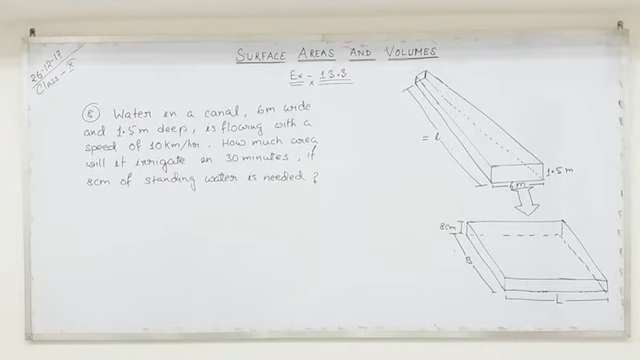 26-12-17
Class-X
SURFACE AREAS AND VOLUMES
Ex:- 13.3
8 Water in a canal, 6m wide
and 1.5m deep, is flowing with a
speed of 10km/hr. How much area
will it irrigate in 30 minutes, if
8cm of standing water is needed?
= l
1.5m
6m
8cm
B
L